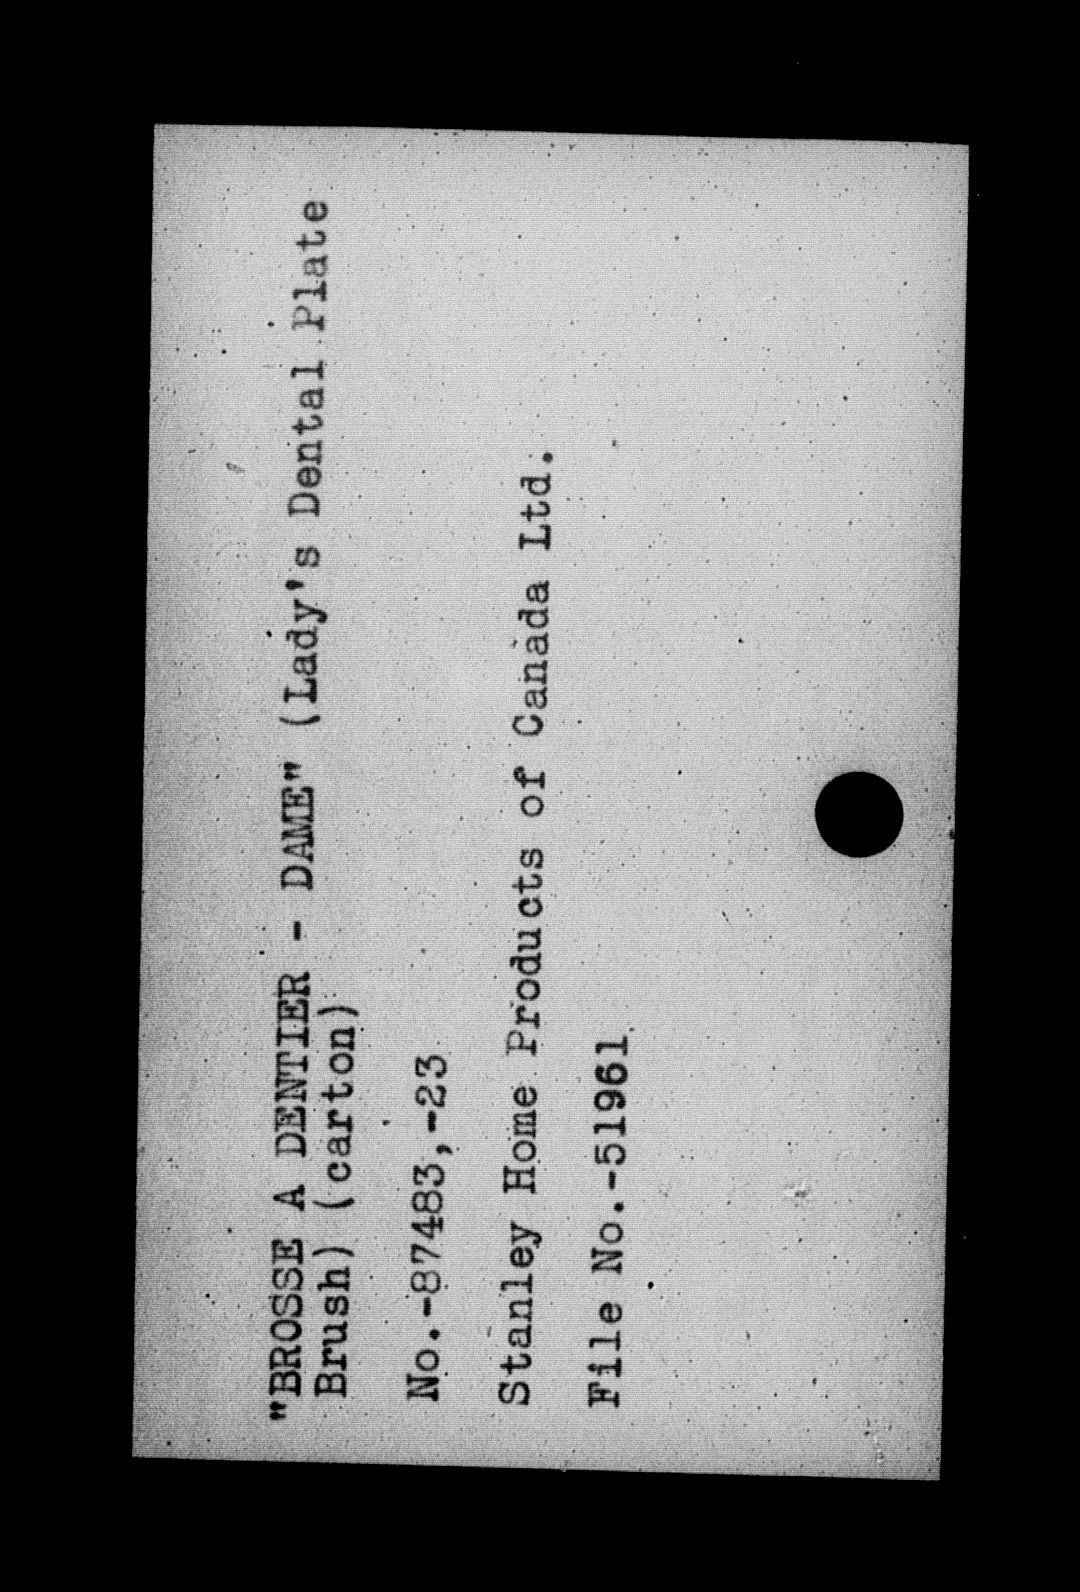 "BROSSE A DENTIER - DAME" (Lady's Dental Plate
Brush) (carton)
No.-87483,-23
Stanley Home Products of Canada Ltd.
File No.-51961